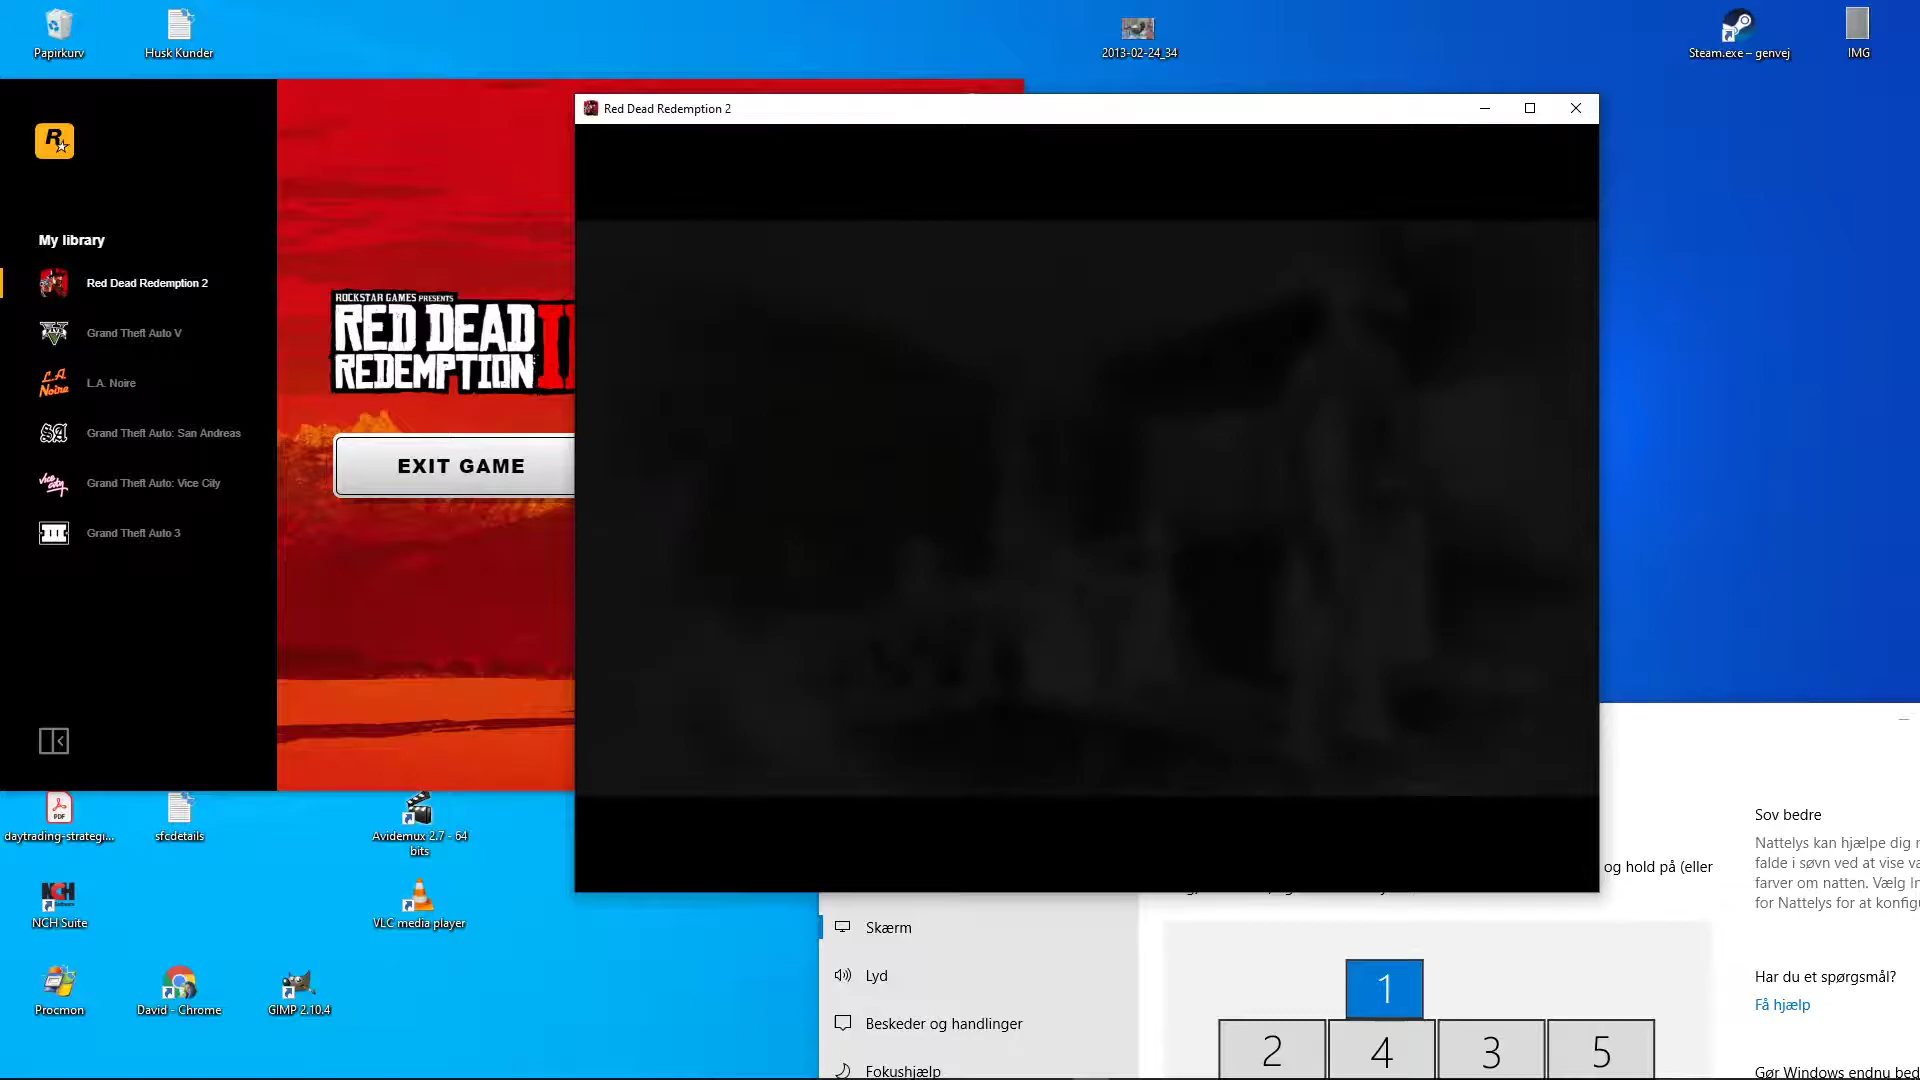 Papirkurv
Husk Kunder
2013-02-24_34
Steam.exe – genvej
IMG
Red Dead Redemption 2
My library
Red Dead Redemption 2
Grand Theft Auto V
L.A. Noire
Grand Theft Auto: San Andreas
Grand Theft Auto: Vice City
Grand Theft Auto 3
ROCKSTAR GAMES PRESENTS
RED DEAD
REDEMPTION
EXIT GAME
daytrading-strategi...
sfcdetails
Avidemux 2.7 - 64
bits
NCH Suite
VLC media player
Procmon
David - Chrome
GIMP 2.10.4
og hold på (eller
Skærm
Lyd
Beskeder og handlinger
Fokushjælp
1
2
4
3
5
Sov bedre
Nattelys kan hjælpe dig
falde i søvn ved at vise
farver om natten. Vælg
for Nattelys for at
Har du et spørgsmål?
Få hjælp
Gør Windows endnu